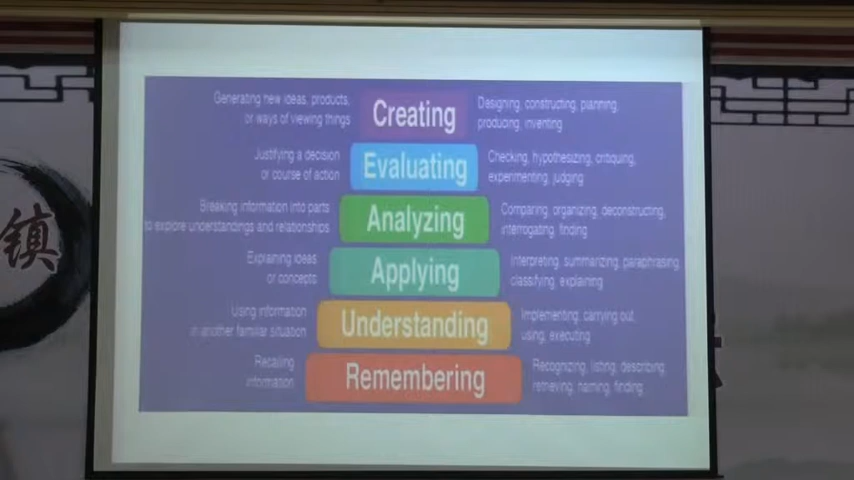 Generating new ideas, products,
or ways of viewing things
Creating
Designing, constructing, planning,
producing, inventing
Justifying a decision
or course of action
Evaluating
Checking, hypothesizing, critiquing,
experimenting, judging
Breaking information into parts
to explore understandings and relationships
Analyzing
Comparing, organizing, deconstructing,
interrogating, finding
Explaining ideas
or concepts
Applying
Interpreting, summarizing, paraphrasing
classifying, explaining
Using information
in another familiar situation
Understanding
Implementing, carrying out,
using, executing
Recalling
information
Remembering
Recognizing, listing, describing
retrieving, naming, finding
镇